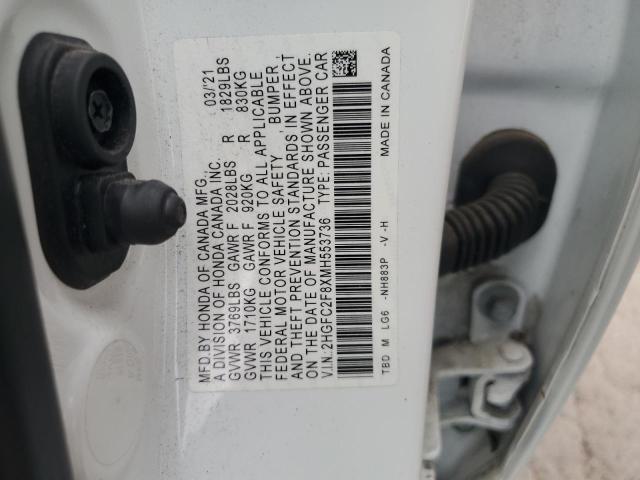 MFD.BY HONDA OF CANADA MFG., 03/'21
A DIVISION OF HONDA CANADA INC.
GVWR 3769LBS GAWR F 2028LBS R 1829LBS
GVWR 1710KG GAWR F 920KG R 830KG
THIS VEHICLE CONFORMS TO ALL APPLICABLE
FEDERAL MOTOR VEHICLE SAFETY, BUMPER,
AND THEFT PREVENTION STANDARDS, IN EFFECT
ON THE DATE OF MANUFACTURE SHOWN ABOVE.
V.I.N.:2HGFC2F8XMH553736 TYPE: PASSENGER CAR
TBD M LG6 -NH883P -V -H MADE IN CANADA